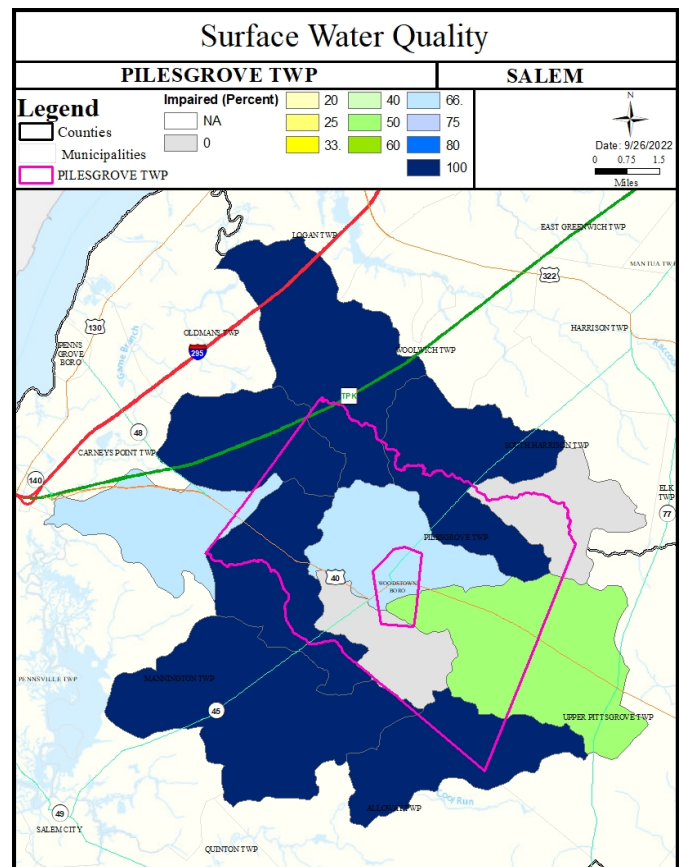 Surface Water Quality
PILESGROVE TWP
SALEM
Legend
Counties
Municipalities
PILESGROVE TWP
Impaired (Percent)
NA
0
20
25
33.
40
50
60
66.
75
80
100
N
Date: 9/26/2022
0 0.75 1.5
Miles
LOGAN TWP
EAST GREENWICH TWP
MANTUA TWP
322
130
OLDMANS TWP
HARRISON TWP
PENNS
GROVE
BORO
Game Branch
295
WOOLWICH TWP
TPK
48
CARNEYS POINT TWP
SOUTH HARRISON TWP
140
ELK
TWP
77
PILESGROVE TWP
40
WOODSTOWN
BORO
PENNSVILLE TWP
MANNINGTON TWP
45
UPPER PITTSGROVE TWP
49
SALEM CITY
ALLOWAY TWP
Run
QUINTON TWP